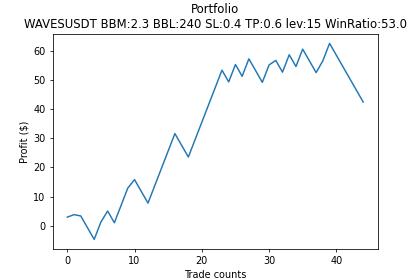 Portfolio
WAVESUSDT BBM:2.3 BBL:240 SL:0.4 TP:0.6 lev:15 WinRatio:53.0
60
50
40
30
20
10
0
Profit ($)
0 10 20 30 40
Trade counts